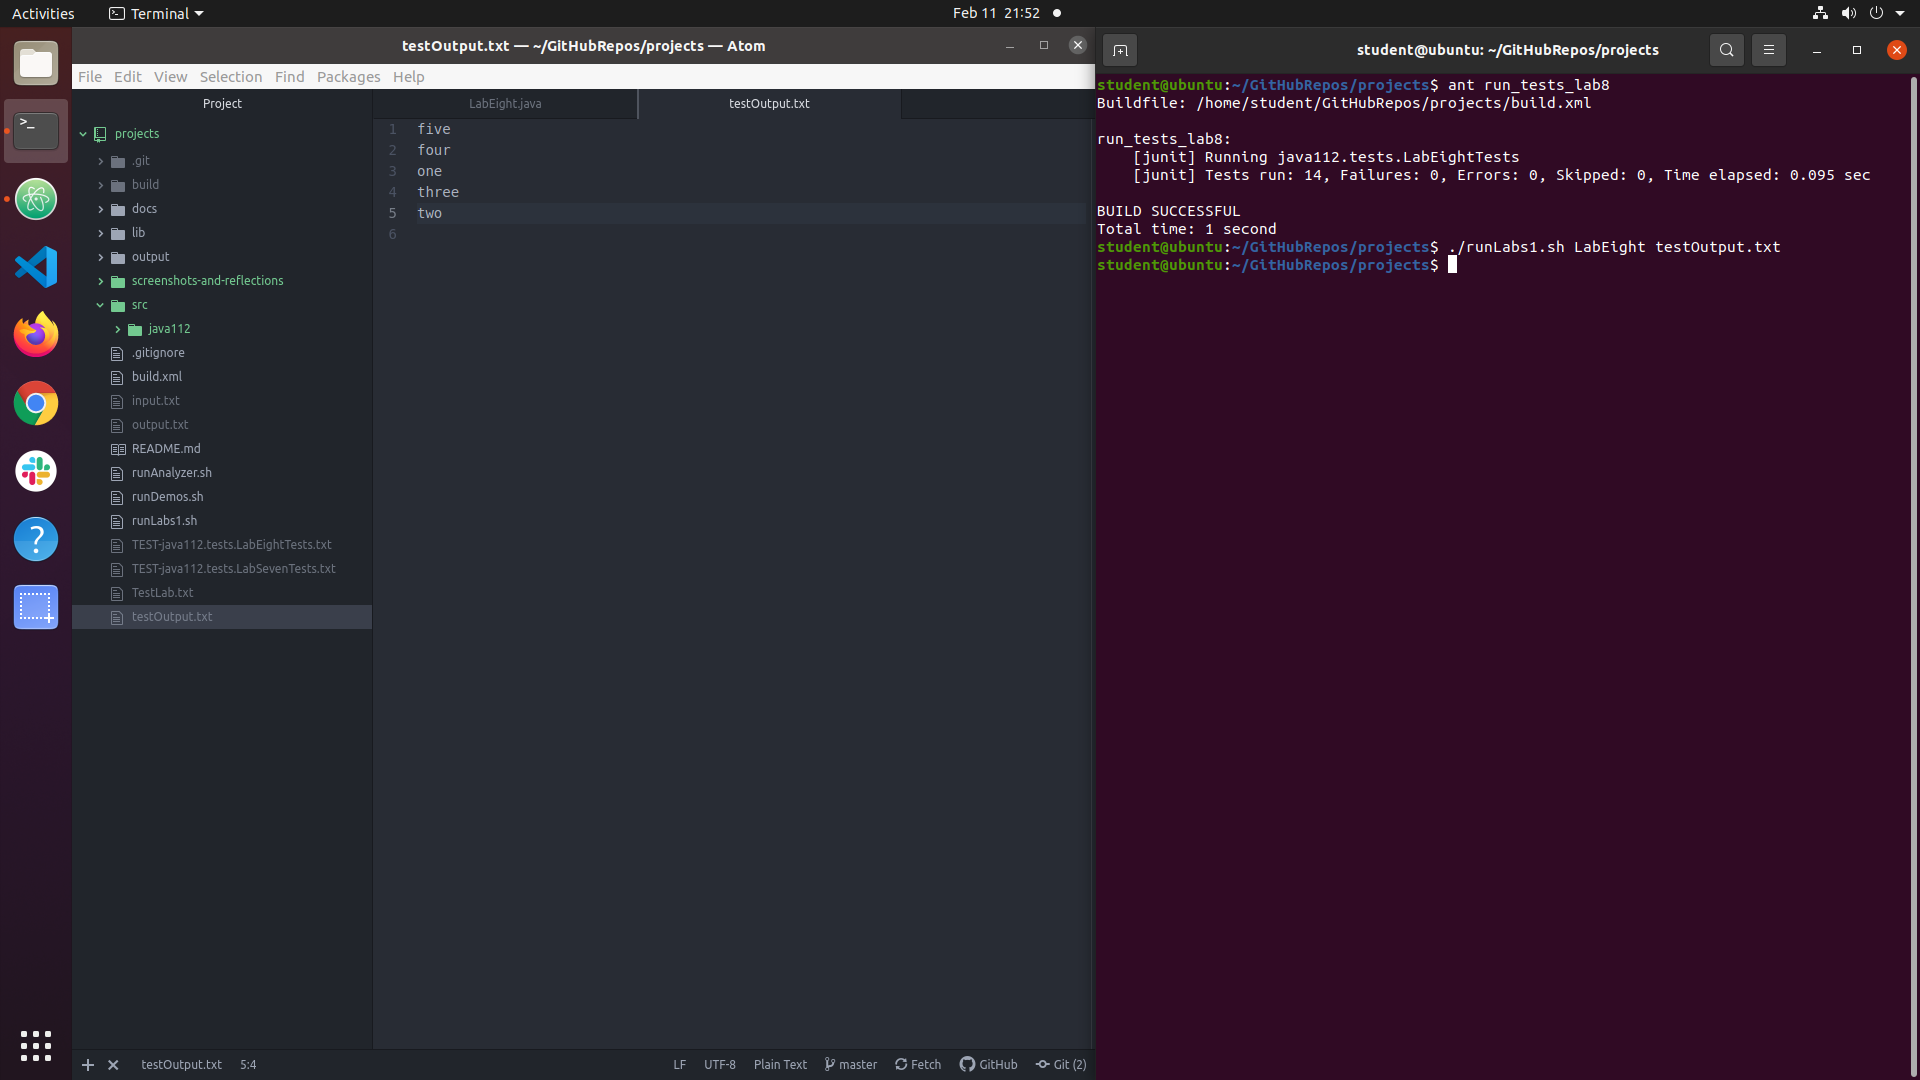 Activities
Terminal
Feb 11 21:52
testOutput.txt — ~/GitHubRepos/projects — Atom
File Edit View Selection Find Packages Help
Project
projects
.git
build
docs
lib
output
screenshots-and-reflections
src
java112
.gitignore
build.xml
input.txt
output.txt
README.md
runAnalyzer.sh
runDemos.sh
runLabs1.sh
TEST-java112.tests.LabEightTests.txt
TEST-java112.tests.LabSevenTests.txt
TestLab.txt
testOutput.txt
LabEight.java
testOutput.txt
1 five
2 four
3 one
4 three
5 two
6
testOutput.txt 5:4
LF UTF-8 Plain Text master Fetch GitHub Git (2)
student@ubuntu: ~/GitHubRepos/projects
student@ubuntu:~/GitHubRepos/projects$ ant run_tests_lab8
Buildfile: /home/student/GitHubRepos/projects/build.xml
run_tests_lab8:
[junit] Running java112.tests.LabEightTests
[junit] Tests run: 14, Failures: 0, Errors: 0, Skipped: 0, Time elapsed: 0.095 sec
BUILD SUCCESSFUL
Total time: 1 second
student@ubuntu:~/GitHubRepos/projects$ ./runLabs1.sh LabEight testOutput.txt
student@ubuntu:~/GitHubRepos/projects$